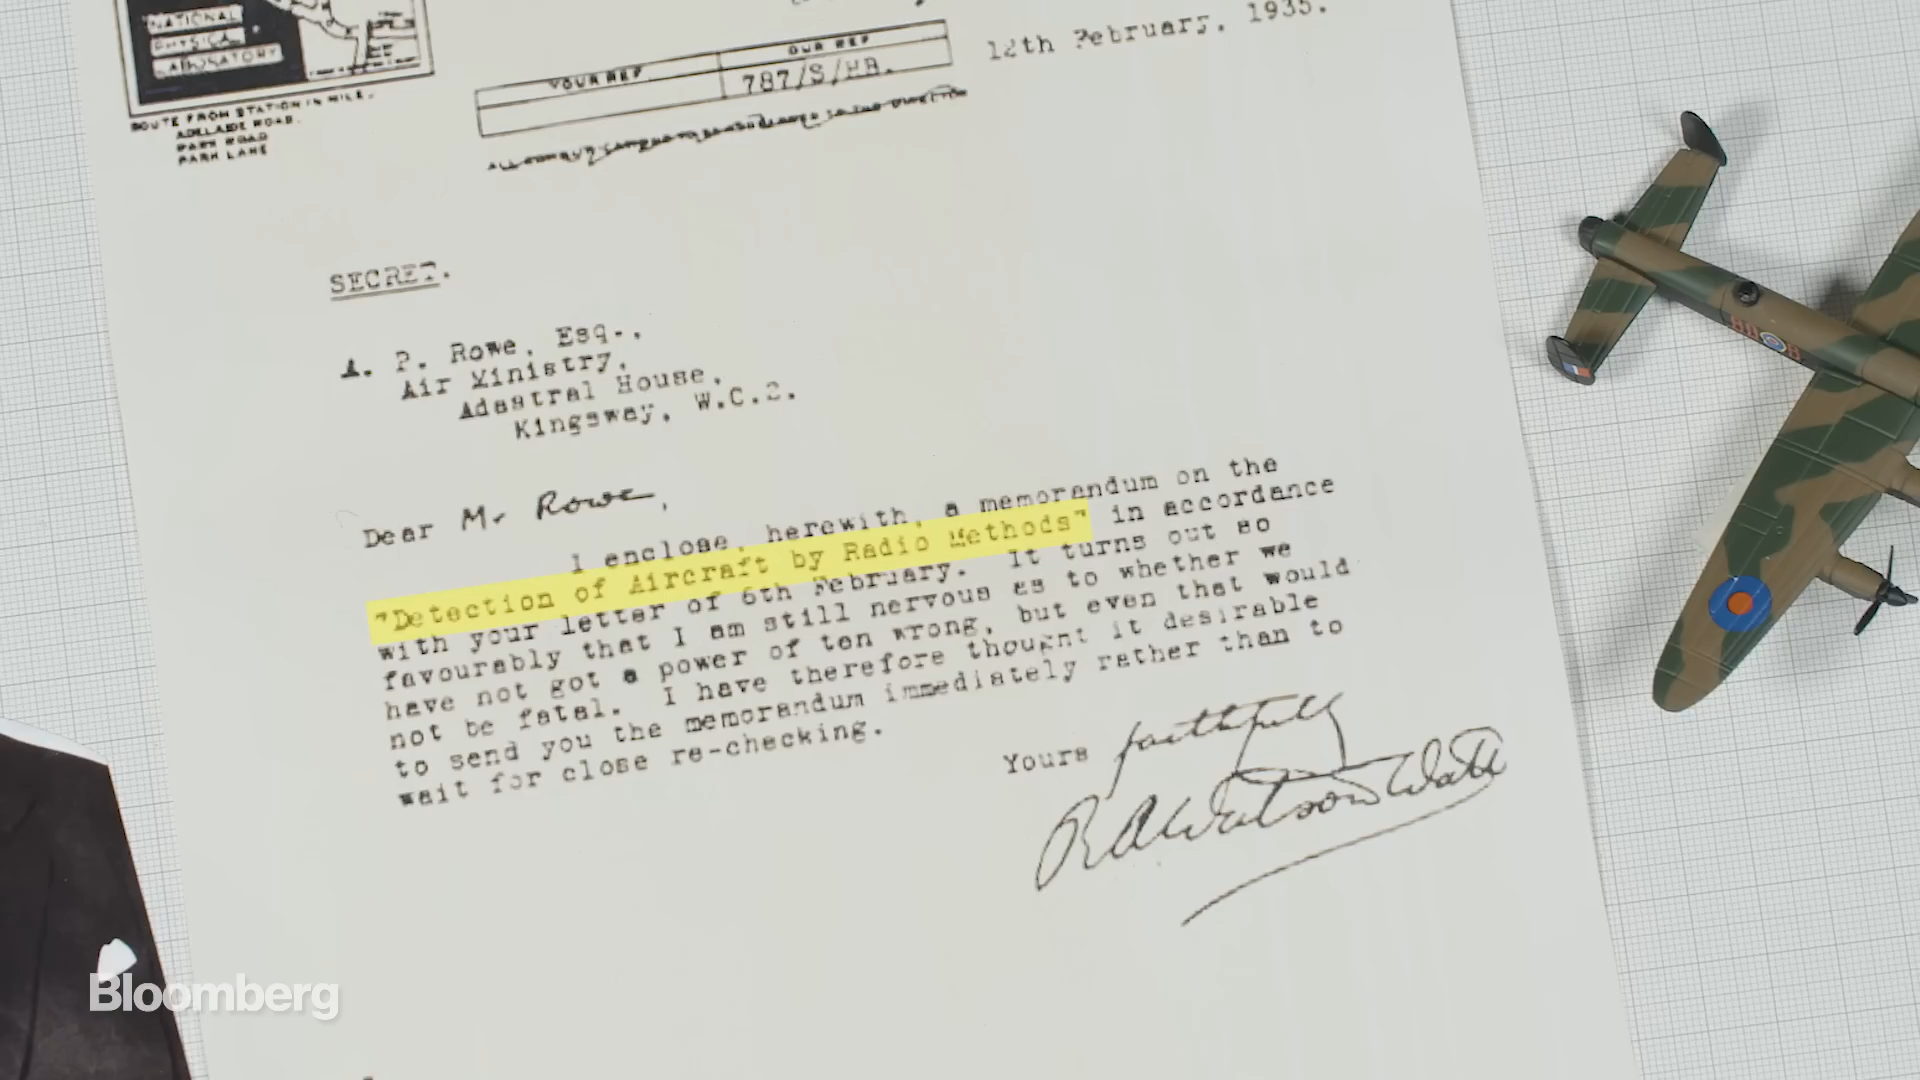 NATIONAL
PHYSICAL
LABORATORY
ROUTE FROM STATION IN MILE.
ADELAIDE ROAD.
PARK ROAD
PARK LANE
YOUR REF
OUR REF
787/S/HB.
12th February, 1935.
SECRET.
A. P. Rowe, Esq.,
Air Ministry,
Adastral House,
Kingsway, W.C.2.
Dear Mr Rowe,
I enclose, herewith, a memorandum on the
"Detection of Aircraft by Radio Methods" in accordance
with your letter of 6th February. It turns out so
favourably that I am still nervous as to whether we
have not got a power of ten wrong, but even that would
not be fatal. I have therefore thought it desirable
to send you the memorandum immediately rather than to
wait for close re-checking.
Yours faithfully
R A Watson Watt
Bloomberg